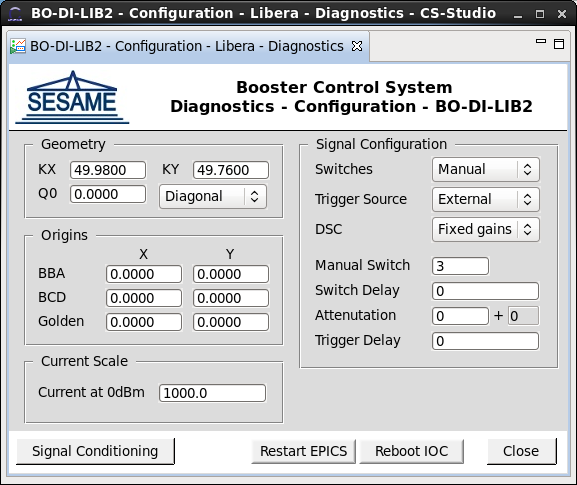 BO-DI-LIB2 - Configuration - Libera - Diagnostics - CS-Studio
BO-DI-LIB2 - Configuration - Libera - Diagnostics
SESAME
Booster Control System
Diagnostics - Configuration - BO-DI-LIB2
Geometry
KX 49.9800 KY 49.7600
Q0 0.0000 Diagonal
Origins
X Y
BBA 0.0000 0.0000
BCD 0.0000 0.0000
Golden 0.0000 0.0000
Current Scale
Current at 0dBm 1000.0
Signal Configuration
Switches Manual
Trigger Source External
DSC Fixed gains
Manual Switch 3
Switch Delay 0
Attenutation 0 + 0
Trigger Delay 0
Signal Conditioning Restart EPICS Reboot IOC Close